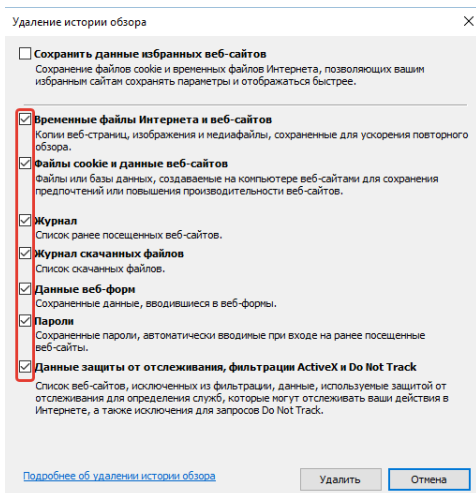 Удаление истории обзора
Сохранить данные избранных веб-сайтов
Сохранение файлов cookie и временных файлов Интернета, позволяющих вашим
избранным сайтам сохранять параметры и отображаться быстрее.
Временные файлы Интернета и веб-сайтов
Копии веб-страниц, изображения и медиафайлы, сохраненные для ускорения повторного
обзора.
Файлы cookie и данные веб-сайтов
Файлы или базы данных, создаваемые на компьютере веб-сайтами для сохранения
предпочтений или повышения производительности веб-сайтов.
Журнал
Список ранее посещенных веб-сайтов.
Журнал скачанных файлов
Список скачанных файлов.
Данные веб-форм
Сохраненные данные, вводившиеся в веб-формы.
Пароли
Сохраненные пароли, автоматически вводимые при входе на ранее посещенные
веб-сайты.
Данные защиты от отслеживания, фильтрации ActiveX и Do Not Track
Список веб-сайтов, исключенных из фильтрации, данные, используемые защитой от
отслеживания для определения служб, которые могут отслеживать ваши действия в
Интернете, а также исключения для запросов Do Not Track.
Подробнее об удалении истории обзора
Удалить
Отмена